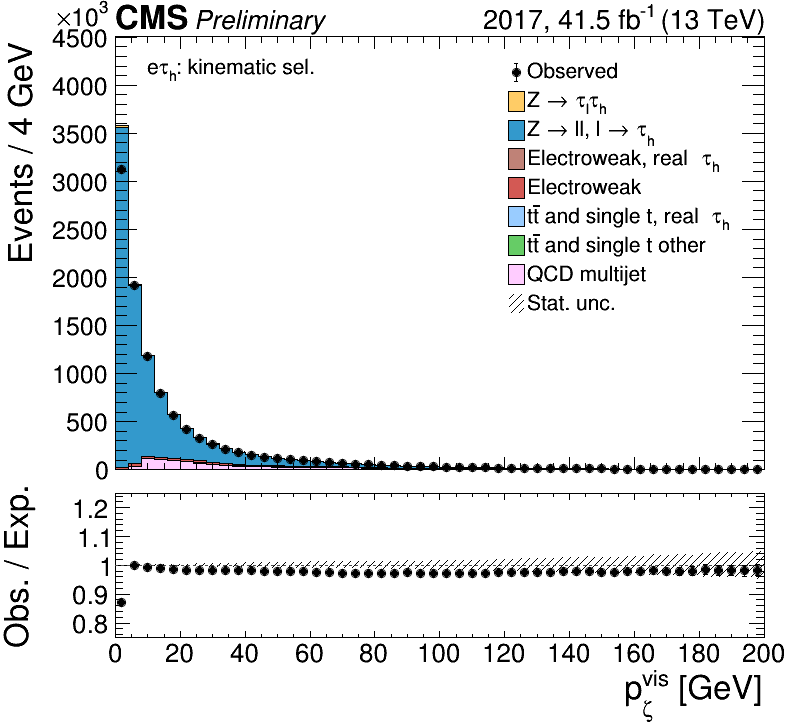 ×10³ CMS Preliminary 2017, 41.5 fb⁻¹ (13 TeV)
eτₕ: kinematic sel.
Observed
Z → τₗτₕ
Z → ll, l → τₕ
Electroweak, real τₕ
Electroweak
tt̄ and single t, real τₕ
tt̄ and single t other
QCD multijet
Stat. unc.
Events / 4 GeV
4500
4000
3500
3000
2500
2000
1500
1000
500
0
Obs. / Exp.
1.2
1.1
1
0.9
0.8
0 20 40 60 80 100 120 140 160 180 200
p_ζ^vis [GeV]